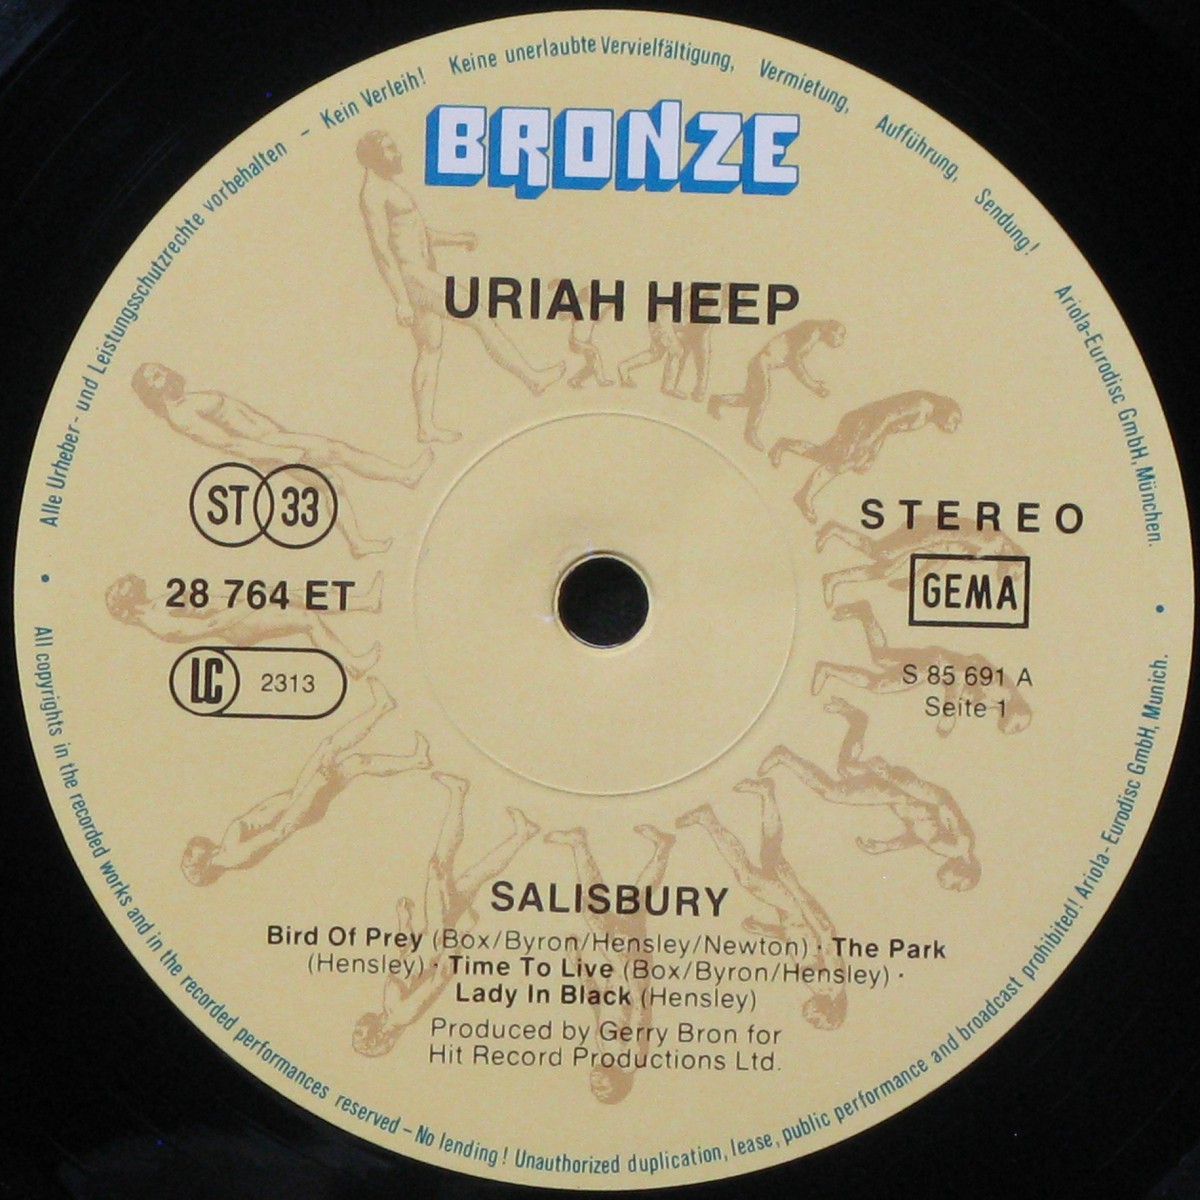 Alle Urheber- und Leistungsschutzrechte vorbehalten – Kein Verleih! Keine unerlaubte Vervielfältigung, Vermietung, Aufführung, Sendung! Ariola-Eurodisc GmbH, München.
BRONZE
URIAH HEEP
ST 33
STEREO
28 764 ET
GEMA
LC 2313
S 85 691 A
Seite 1
SALISBURY
Bird Of Prey (Box/Byron/Hensley/Newton) · The Park
(Hensley) · Time To Live (Box/Byron/Hensley) ·
Lady In Black (Hensley)
Produced by Gerry Bron for
Hit Record Productions Ltd.
All copyrights in the recorded works and in the recorded performances reserved – No lending! Unauthorized duplication, lease, public performance and broadcast prohibited! Ariola-Eurodisc GmbH, Munich.